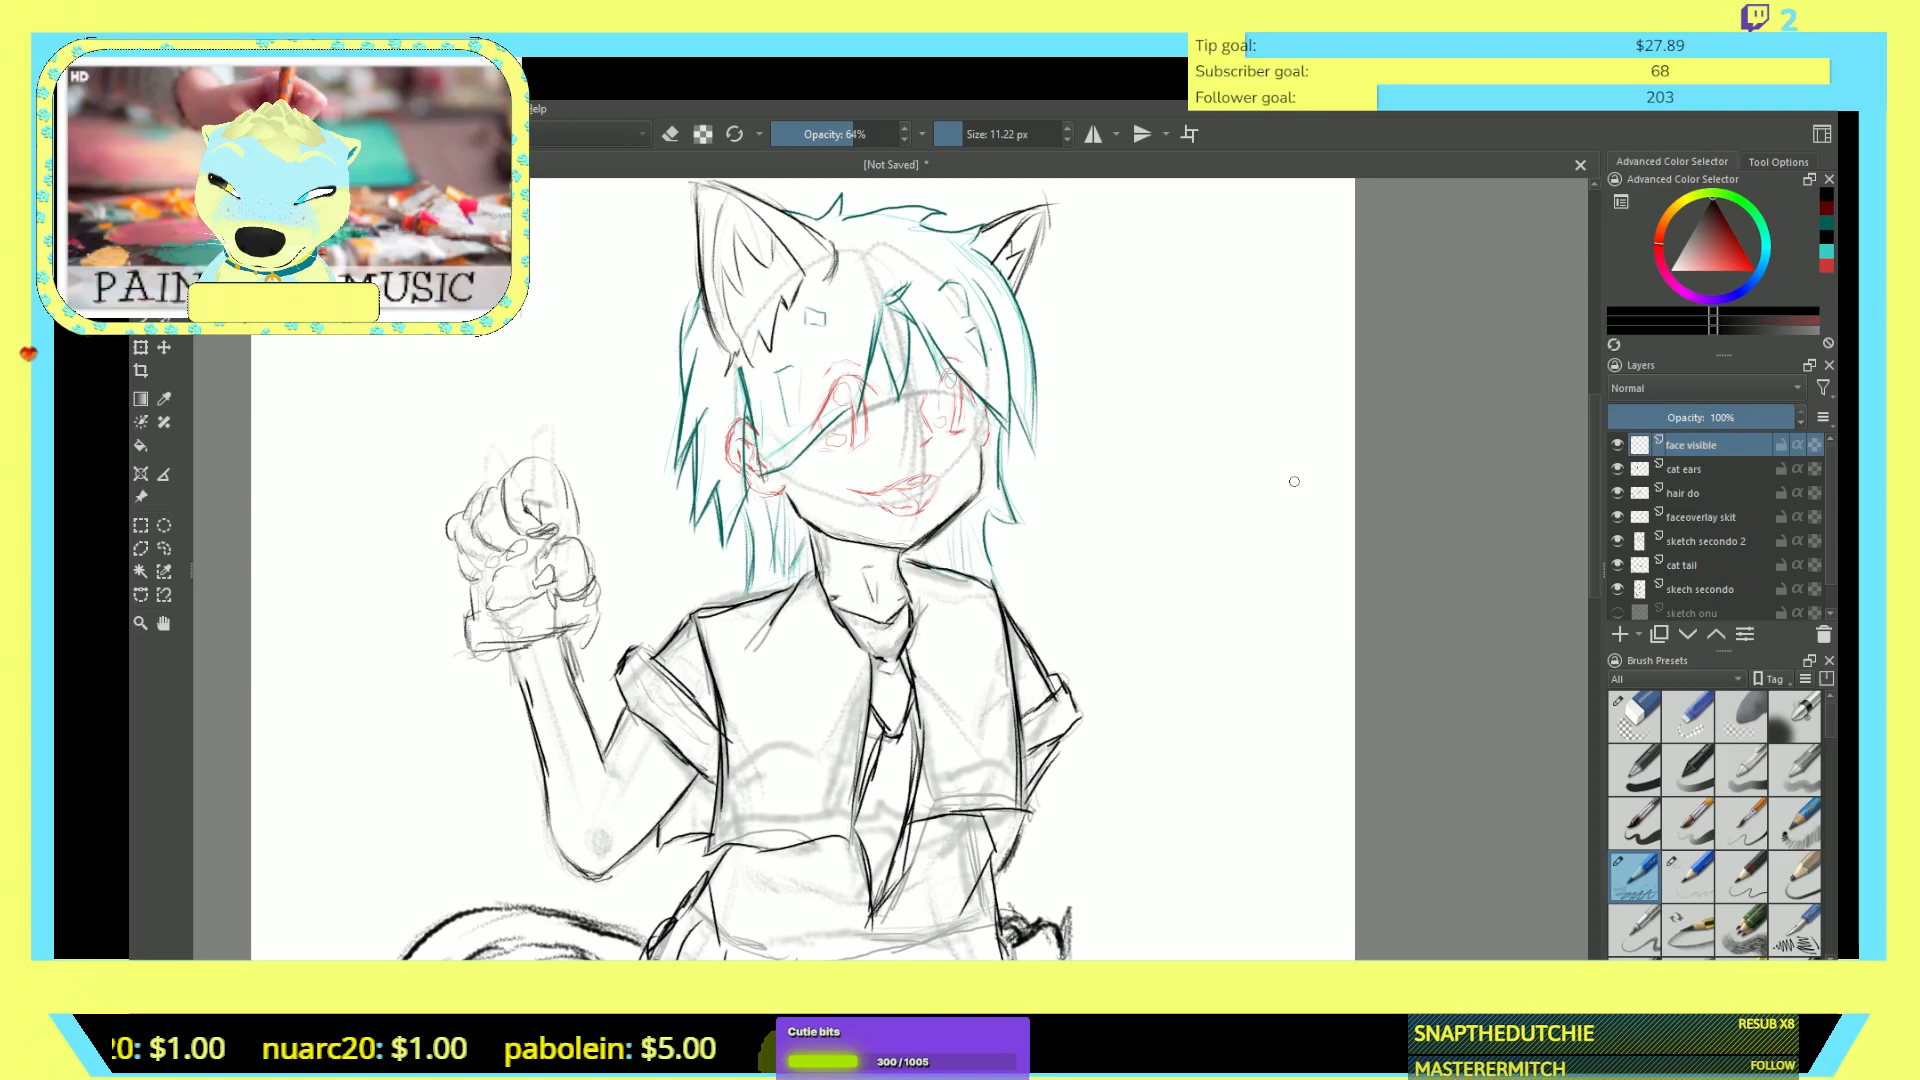 2
Tip goal: $27.89
Subscriber goal: 68
Follower goal: 203
HD
MUSIC
Opacity: 64%
Size: 11.22 px
[Not Saved] *
Advanced Color Selector
Tool Options
Advanced Color Selector
Layers
Normal
Opacity: 100%
face visible
cat ears
hair do
faceoverlay skit
sketch secondo 2
cat tail
skech secondo
sketch onu
Brush Presets
All
Tag
:0: $1.00 nuarc20: $1.00 pabolein: $5.00
Cutie bits
300/1005
SNAPTHEDUTCHIE RESUB X8
MASTERERMITCH FOLLOW